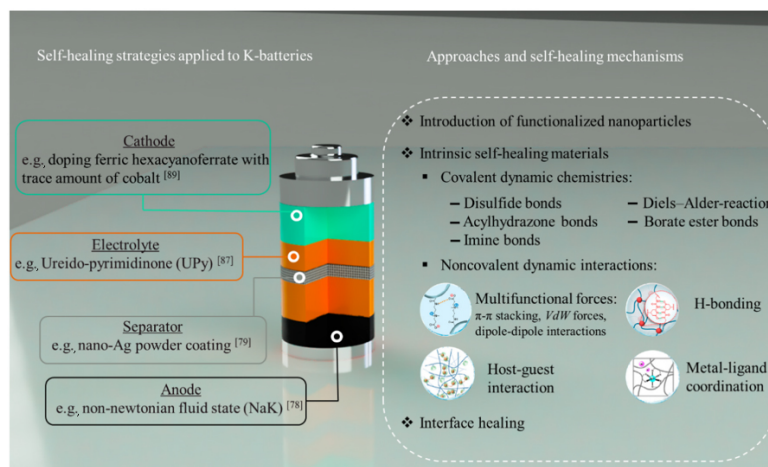 Self-healing strategies applied to K-batteries
Cathode
e.g., doping ferric hexacyanoferrate with
trace amount of cobalt [89]
Electrolyte
e.g., Ureido-pyrimidinone (UPy) [87]
Separator
e.g., nano-Ag powder coating [79]
Anode
e.g., non-newtonian fluid state (NaK) [78]
Approaches and self-healing mechanisms
❖ Introduction of functionalized nanoparticles
❖ Intrinsic self-healing materials
▪ Covalent dynamic chemistries:
– Disulfide bonds
– Acylhydrazone bonds
– Imine bonds
– Diels–Alder-reaction
– Borate ester bonds
▪ Noncovalent dynamic interactions:
Multifunctional forces:
π-π stacking, VdW forces,
dipole-dipole interactions
H-bonding
Host-guest
interaction
Metal-ligand
coordination
❖ Interface healing